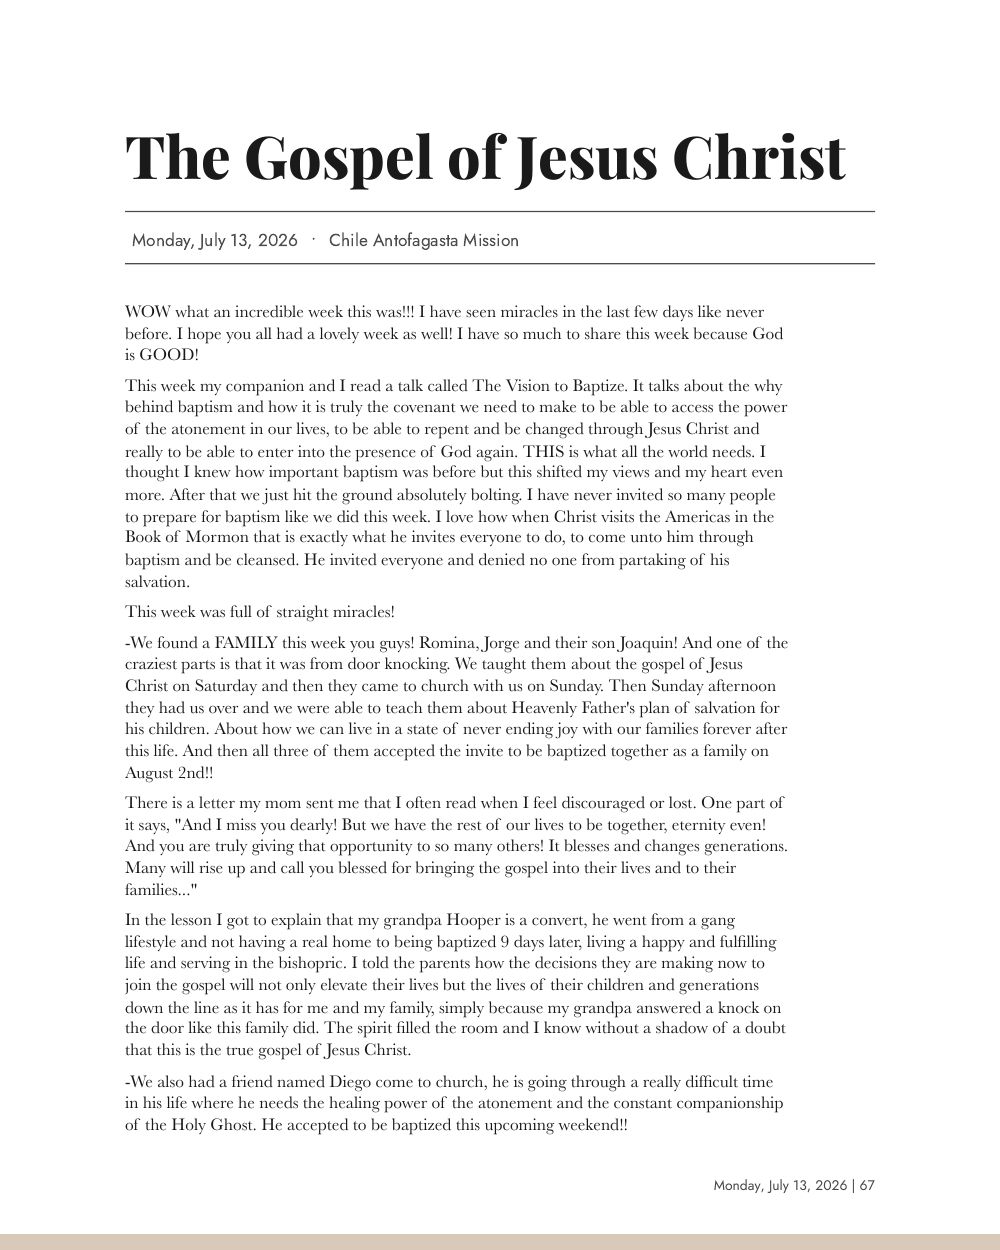 The Gospel of Jesus Christ
Monday, July 13, 2026 · Chile Antofagasta Mission
WOW what an incredible week this was!!! I have seen miracles in the last few days like never
before. I hope you all had a lovely week as well! I have so much to share this week because God
is GOOD!
This week my companion and I read a talk called The Vision to Baptize. It talks about the why
behind baptism and how it is truly the covenant we need to make to be able to access the power
of the atonement in our lives, to be able to repent and be changed through Jesus Christ and
really to be able to enter into the presence of God again. THIS is what all the world needs. I
thought I knew how important baptism was before but this shifted my views and my heart even
more. After that we just hit the ground absolutely bolting. I have never invited so many people
to prepare for baptism like we did this week. I love how when Christ visits the Americas in the
Book of Mormon that is exactly what he invites everyone to do, to come unto him through
baptism and be cleansed. He invited everyone and denied no one from partaking of his
salvation.
This week was full of straight miracles!
-We found a FAMILY this week you guys! Romina, Jorge and their son Joaquin! And one of the
craziest parts is that it was from door knocking. We taught them about the gospel of Jesus
Christ on Saturday and then they came to church with us on Sunday. Then Sunday afternoon
they had us over and we were able to teach them about Heavenly Father's plan of salvation for
his children. About how we can live in a state of never ending joy with our families forever after
this life. And then all three of them accepted the invite to be baptized together as a family on
August 2nd!!
There is a letter my mom sent me that I often read when I feel discouraged or lost. One part of
it says, "And I miss you dearly! But we have the rest of our lives to be together, eternity even!
And you are truly giving that opportunity to so many others! It blesses and changes generations.
Many will rise up and call you blessed for bringing the gospel into their lives and to their
families..."
In the lesson I got to explain that my grandpa Hooper is a convert, he went from a gang
lifestyle and not having a real home to being baptized 9 days later, living a happy and fulfilling
life and serving in the bishopric. I told the parents how the decisions they are making now to
join the gospel will not only elevate their lives but the lives of their children and generations
down the line as it has for me and my family, simply because my grandpa answered a knock on
the door like this family did. The spirit filled the room and I know without a shadow of a doubt
that this is the true gospel of Jesus Christ.
-We also had a friend named Diego come to church, he is going through a really difficult time
in his life where he needs the healing power of the atonement and the constant companionship
of the Holy Ghost. He accepted to be baptized this upcoming weekend!!
Monday, July 13, 2026 | 67